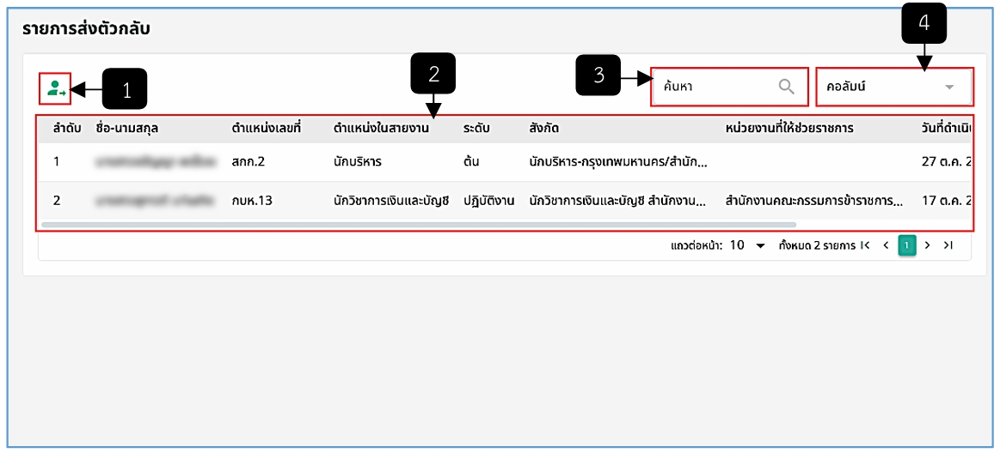 รายการส่งตัวกลับ
4
2
3
1
ค้นหา
คอลัมน์
ลำดับ ชื่อ-นามสกุล ตำแหน่งเลขที่ ตำแหน่งในสายงาน ระดับ สังกัด หน่วยงานที่ให้ช่วยราชการ วันที่ดำเนิ
1 สกก.2 นักบริหาร ต้น นักบริหาร-กรุงเทพมหานคร/สำนัก... 27 ต.ค. 2
2 กบห.13 นักวิชาการเงินและบัญชี ปฏิบัติงาน นักวิชาการเงินและบัญชี สำนักงาน... สำนักงานคณะกรรมการข้าราชการ... 17 ต.ค. 2
แถวต่อหน้า: 10 ทั้งหมด 2 รายการ 1